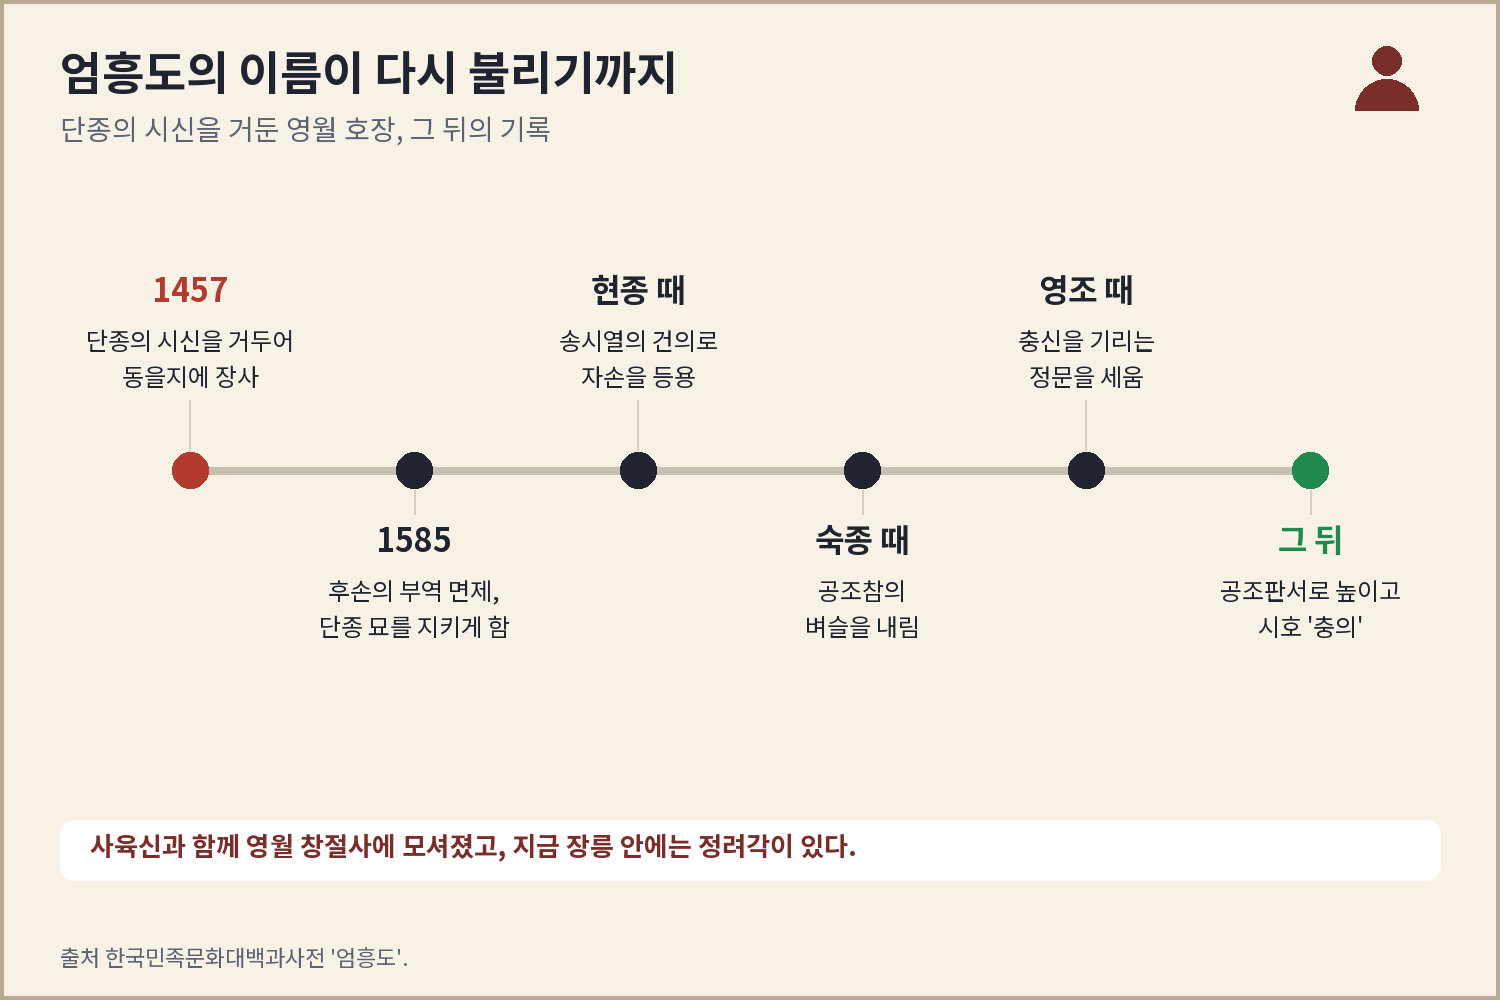 엄흥도의 이름이 다시 불리기까지
단종의 시신을 거둔 영월 호장, 그 뒤의 기록
1457
단종의 시신을 거두어
동을지에 장사
1585
후손의 부역 면제,
단종 묘를 지키게 함
현종 때
송시열의 건의로
자손을 등용
숙종 때
공조참의
벼슬을 내림
영조 때
충신을 기리는
정문을 세움
그 뒤
공조판서로 높이고
시호 '충의'
사육신과 함께 영월 창절사에 모셔졌고, 지금 장릉 안에는 정려각이 있다.
출처 한국민족문화대백과사전 '엄흥도'.